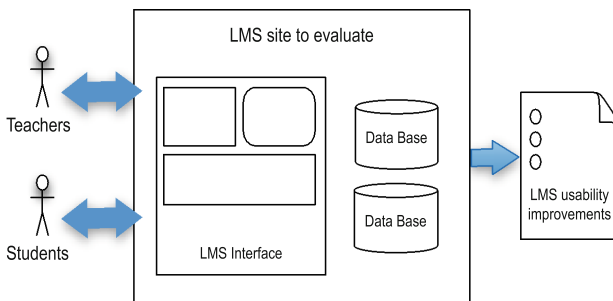 LMS site to evaluate
Teachers
Students
LMS Interface
Data Base
Data Base
LMS usability
improvements